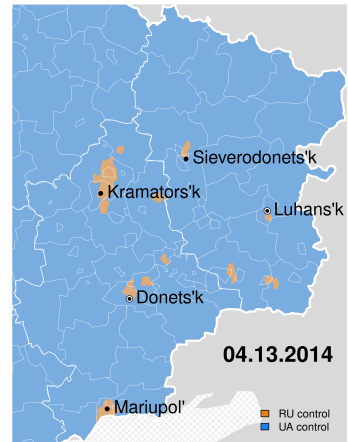 Sieverodonets'k
Kramators'k
Luhans'k
Donets'k
04.13.2014
Mariupol'
RU control
UA control